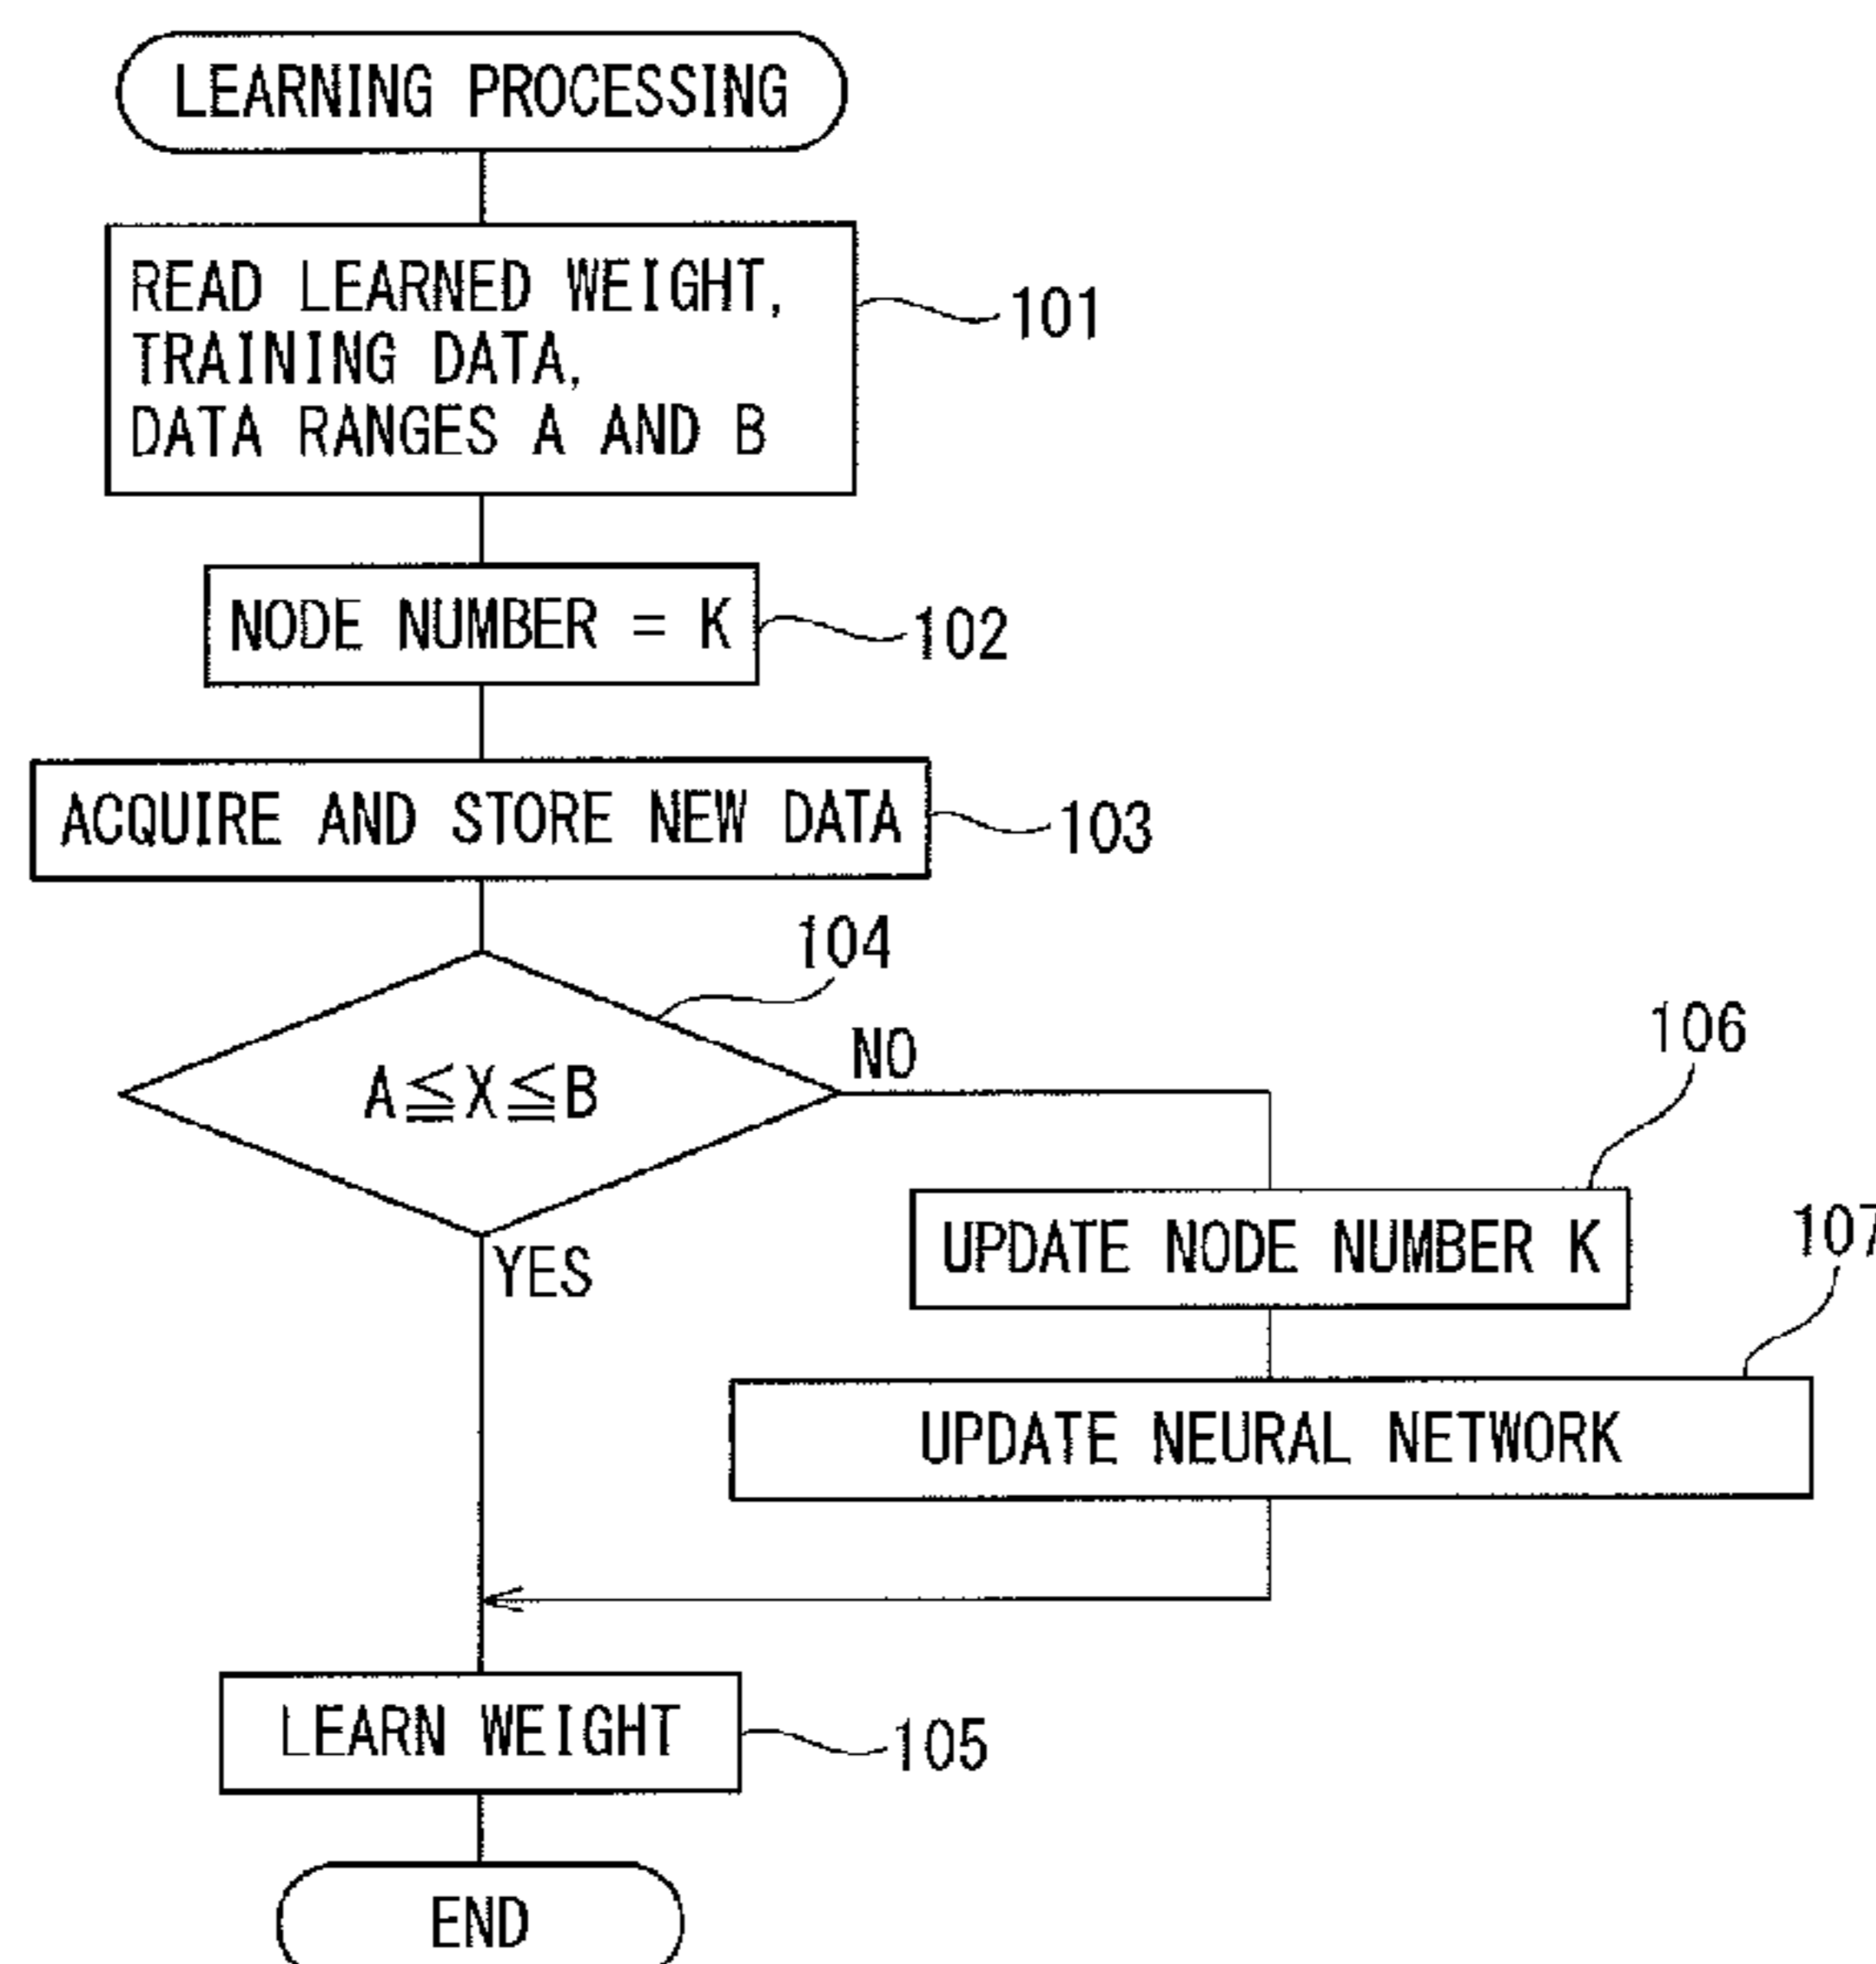 LEARNING PROCESSING
READ LEARNED WEIGHT,
TRAINING DATA,
DATA RANGES A AND B
101
NODE NUMBER = K
102
ACQUIRE AND STORE NEW DATA
103
104
A≦X≦B
NO
YES
106
UPDATE NODE NUMBER K
107
UPDATE NEURAL NETWORK
LEARN WEIGHT
105
END